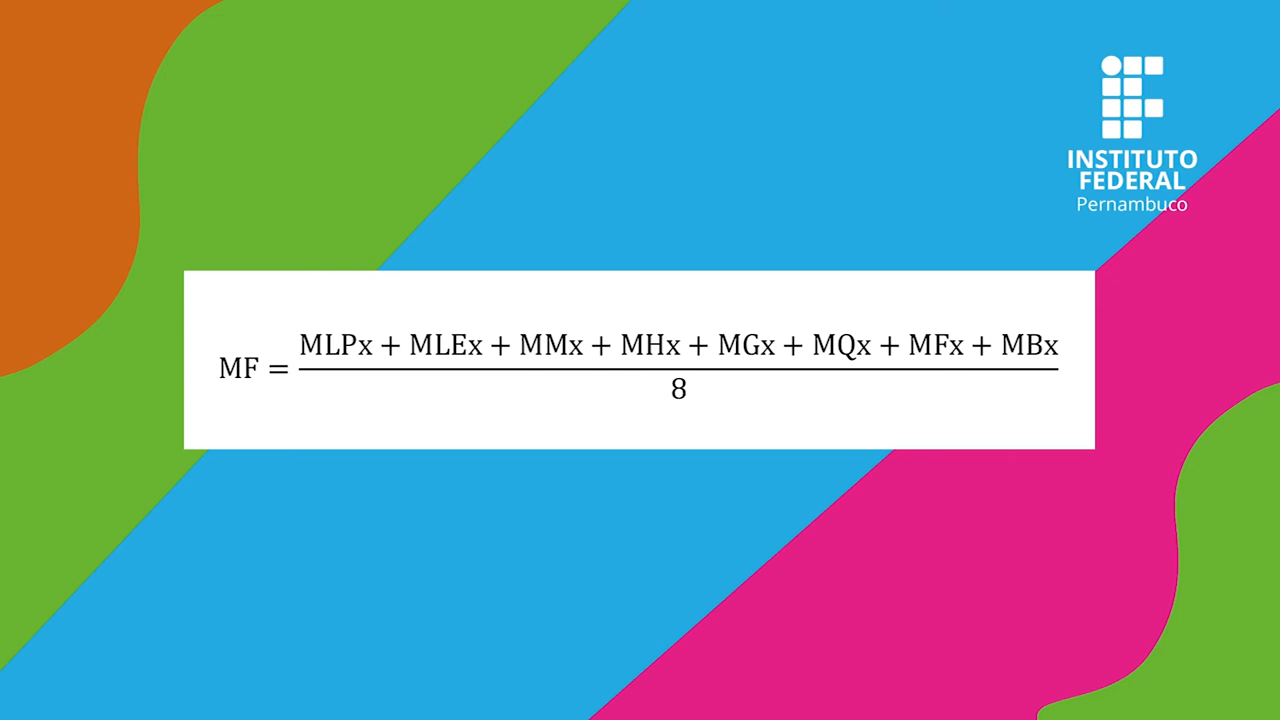 INSTITUTO
FEDERAL
Pernambuco
MF = MLPx + MLEx + MMx + MHx + MGx + MQx + MFx + MBx
8